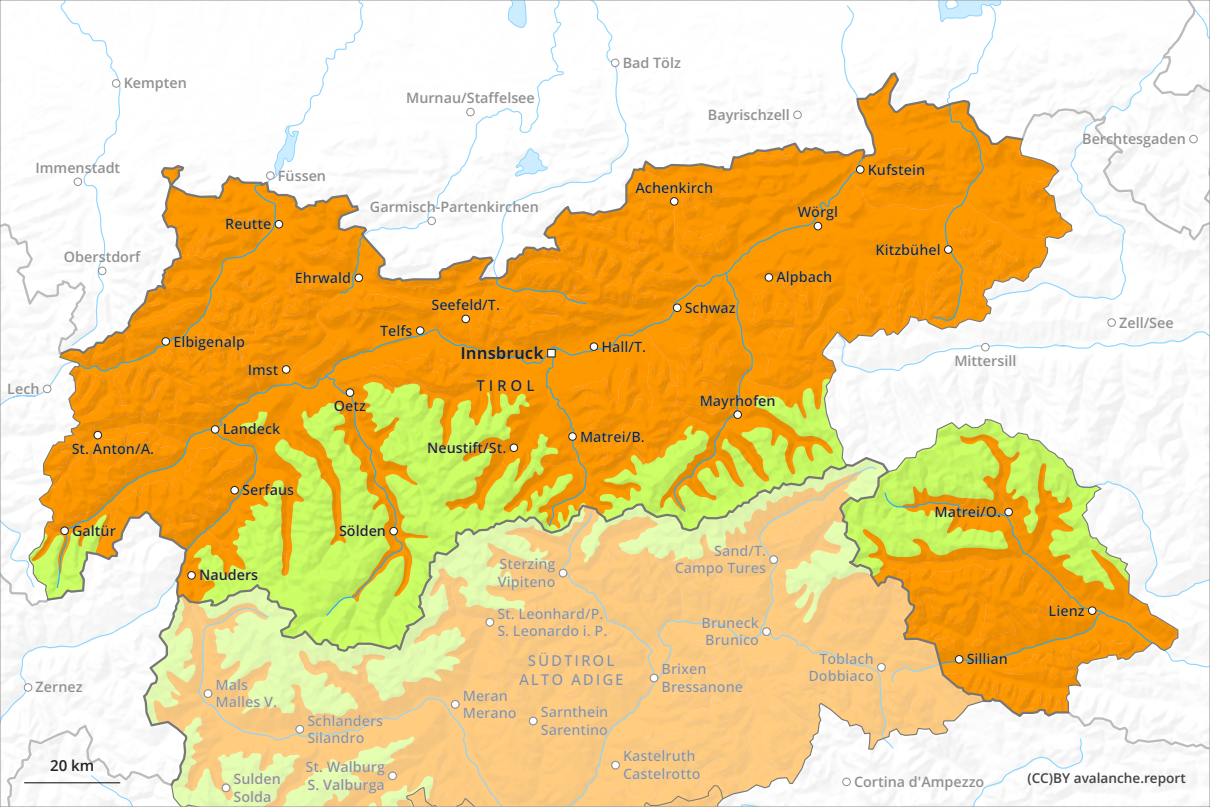 Bad Tölz
Kempten
Murnau/Staffelsee
Bayrischzell
Berchtesgaden
Immenstadt
Füssen
Kufstein
Achenkirch
Garmisch-Partenkirchen
Wörgl
Reutte
Kitzbühel
Oberstdorf
Ehrwald
Alpbach
Seefeld/T.
Schwaz
Zell/See
Telfs
Elbigenalp
Hall/T.
Innsbruck
Mittersill
Imst
TIROL
Lech
Mayrhofen
Oetz
Landeck
Matrei/B.
St. Anton/A.
Neustift/St.
Serfaus
Matrei/O.
Galtür
Sölden
Sand/T.
Campo Tures
Sterzing
Vipiteno
Nauders
Lienz
St. Leonhard/P.
S. Leonardo i. P.
Bruneck
Brunico
SÜDTIROL
ALTO ADIGE
Toblach
Dobbiaco
Sillian
Brixen
Bressanone
Zernez
Mals
Malles V.
Meran
Merano
Sarnthein
Sarentino
Schlanders
Silandro
Kastelruth
Castelrotto
St. Walburg
S. Valburga
20 km
Sulden
Solda
Cortina d'Ampezzo
(CC)BY avalanche.report